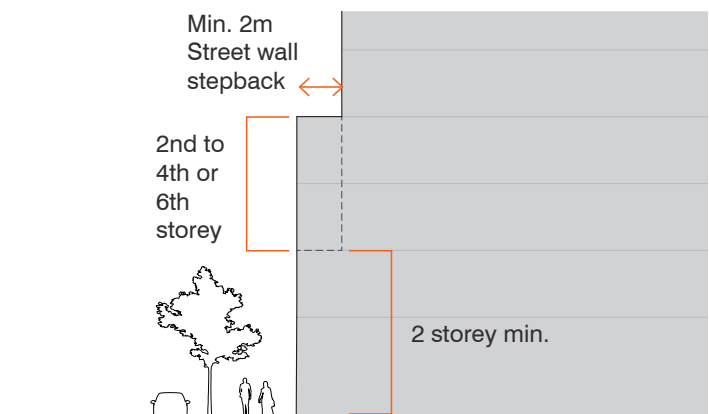 Min. 2m
Street wall
stepback
2nd to
4th or
6th
storey
2 storey min.